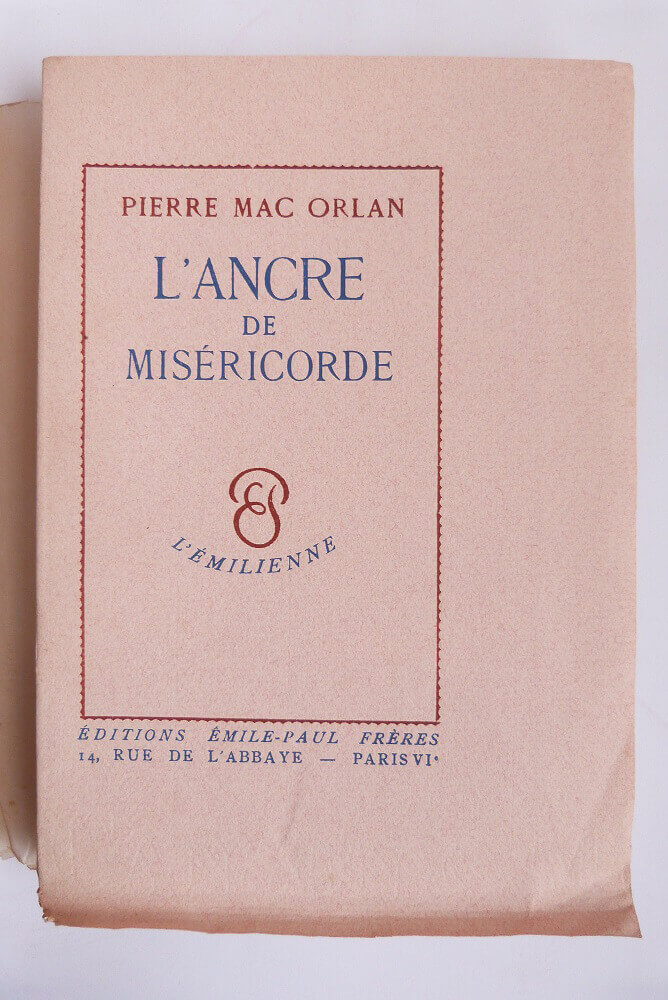 PIERRE MAC ORLAN
L'ANCRE
DE
MISÉRICORDE
L'ÉMILIENNE
ÉDITIONS ÉMILE-PAUL FRÈRES
14, RUE DE L'ABBAYE — PARIS VIᵉ